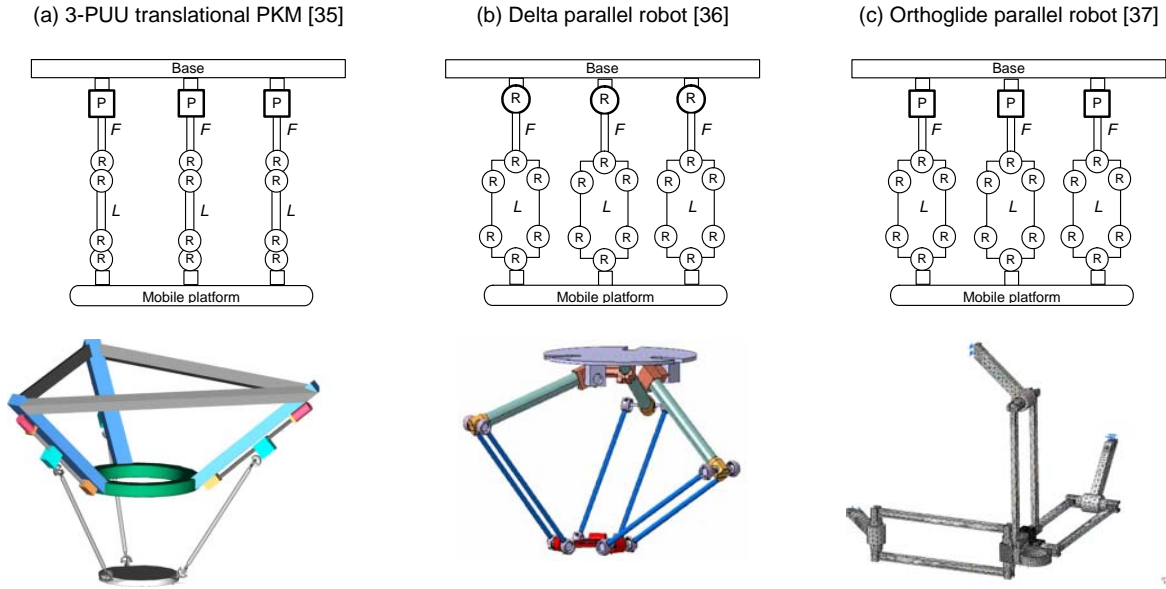 (a) 3-PUU translational PKM [35]
(b) Delta parallel robot [36]
(c) Orthoglide parallel robot [37]
Base
Base
Base
P P P
R R R
P P P
F F F
F F F
F F F
R R R
R R R
R R R
R R R
R R R R R R
R R R R R R
L L L
L L L
L L L
R R R
R R R R R R
R R R R R R
R R R
R R R
R R R
Mobile platform
Mobile platform
Mobile platform